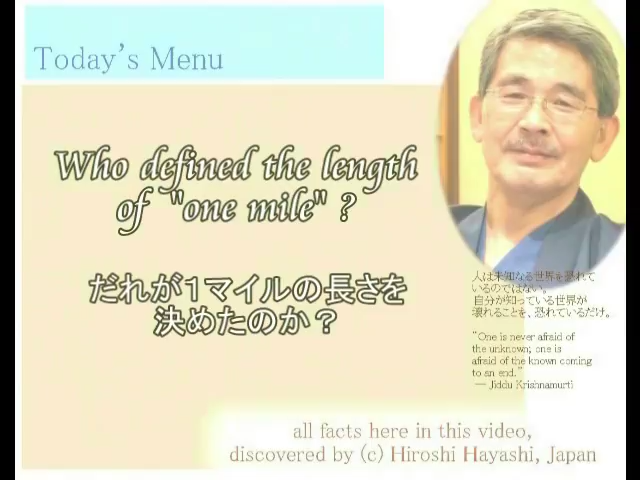 Today's Menu
Who defined the length
of "one mile" ?
だれが１マイルの長さを
決めたのか？
人は未知なる世界を恐れて
いるのではない。
自分が知っている世界が
壊れることを、恐れているだけ。
"One is never afraid of
the unknown; one is
afraid of the known coming
to an end."
— Jiddu Krishnamurti
all facts here in this video,
discovered by (c) Hiroshi Hayashi, Japan